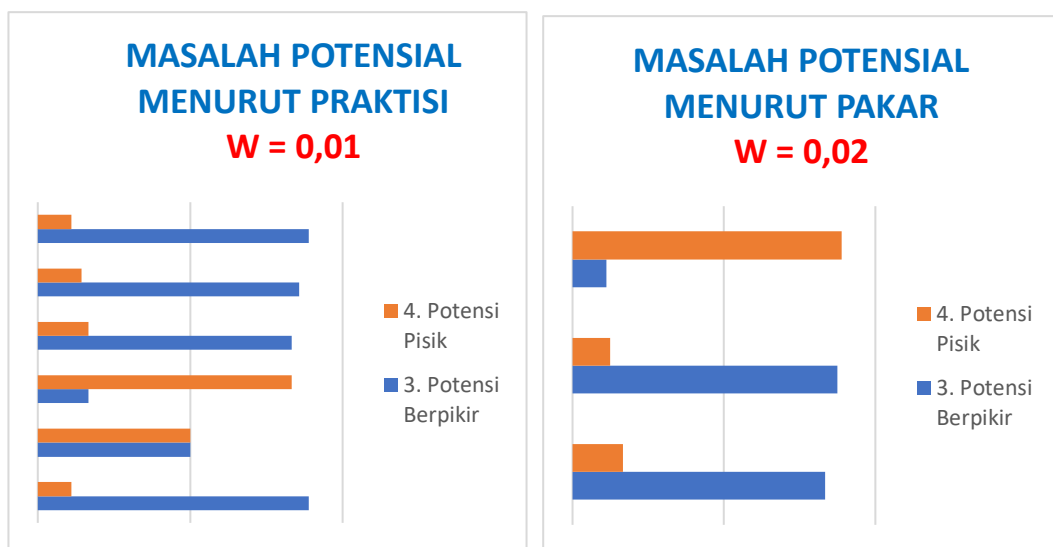 MASALAH POTENSIAL
MENURUT PRAKTISI
W = 0,01
4. Potensi
Pisik
3. Potensi
Berpikir
MASALAH POTENSIAL
MENURUT PAKAR
W = 0,02
4. Potensi
Pisik
3. Potensi
Berpikir